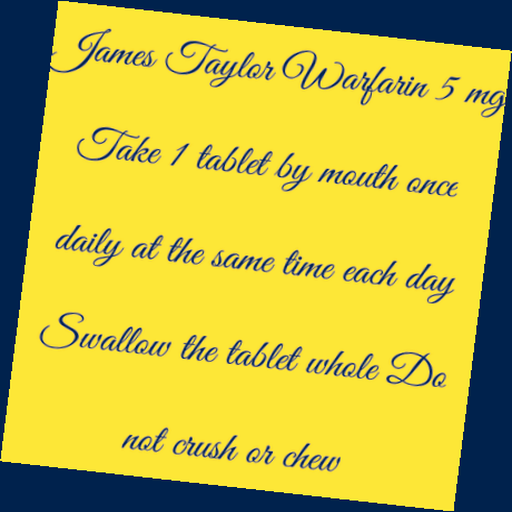 James Taylor Warfarin 5 mg
Take 1 tablet by mouth once
daily at the same time each day
Swallow the tablet whole Do
not crush or chew